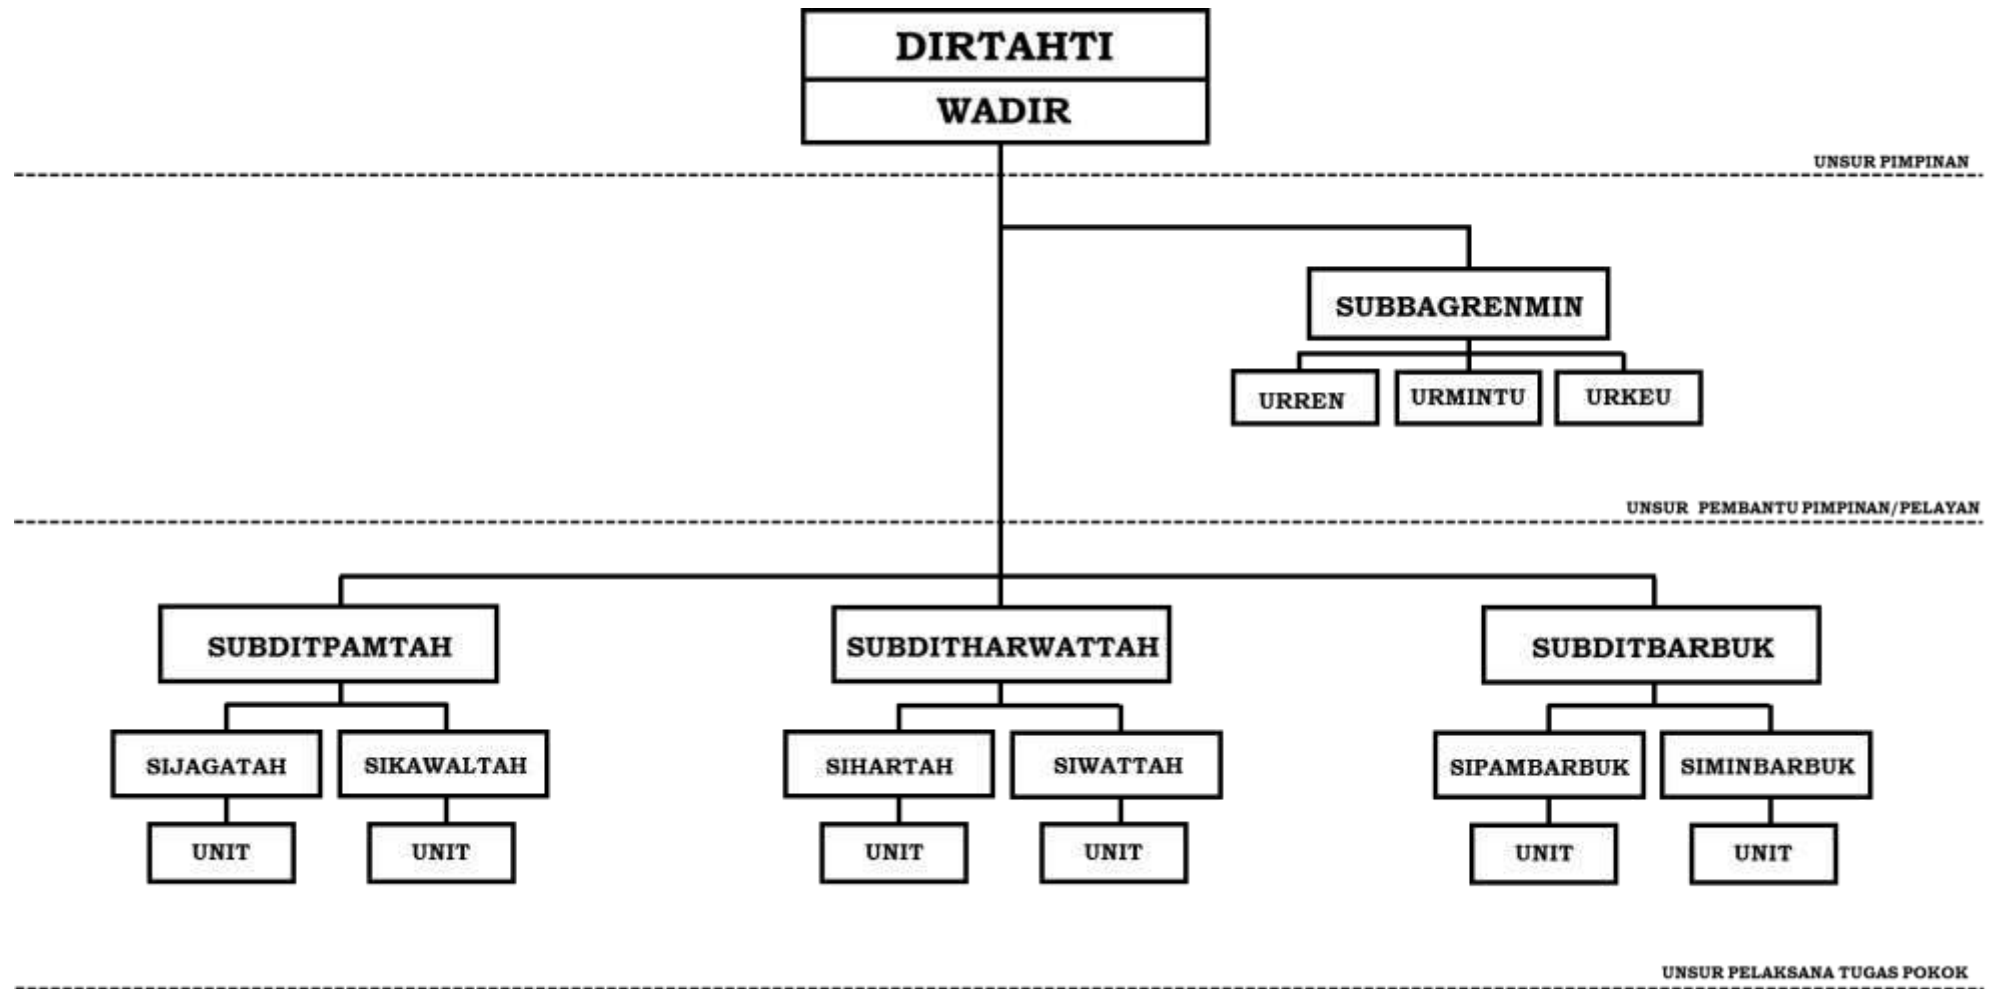 DIRTAHTI
WADIR
UNSUR PIMPINAN
SUBBAGRENMIN
URREN
URMINTU
URKEU
UNSUR PEMBANTU PIMPINAN/PELAYAN
SUBDITPAMTAH
SUBDITHARWATTAH
SUBDITBARBUK
SIJAGATAH
SIKAWALTAH
SIHARTAH
SIWATTAH
SIPAMBARBUK
SIMINBARBUK
UNIT
UNIT
UNIT
UNIT
UNIT
UNIT
UNSUR PELAKSANA TUGAS POKOK